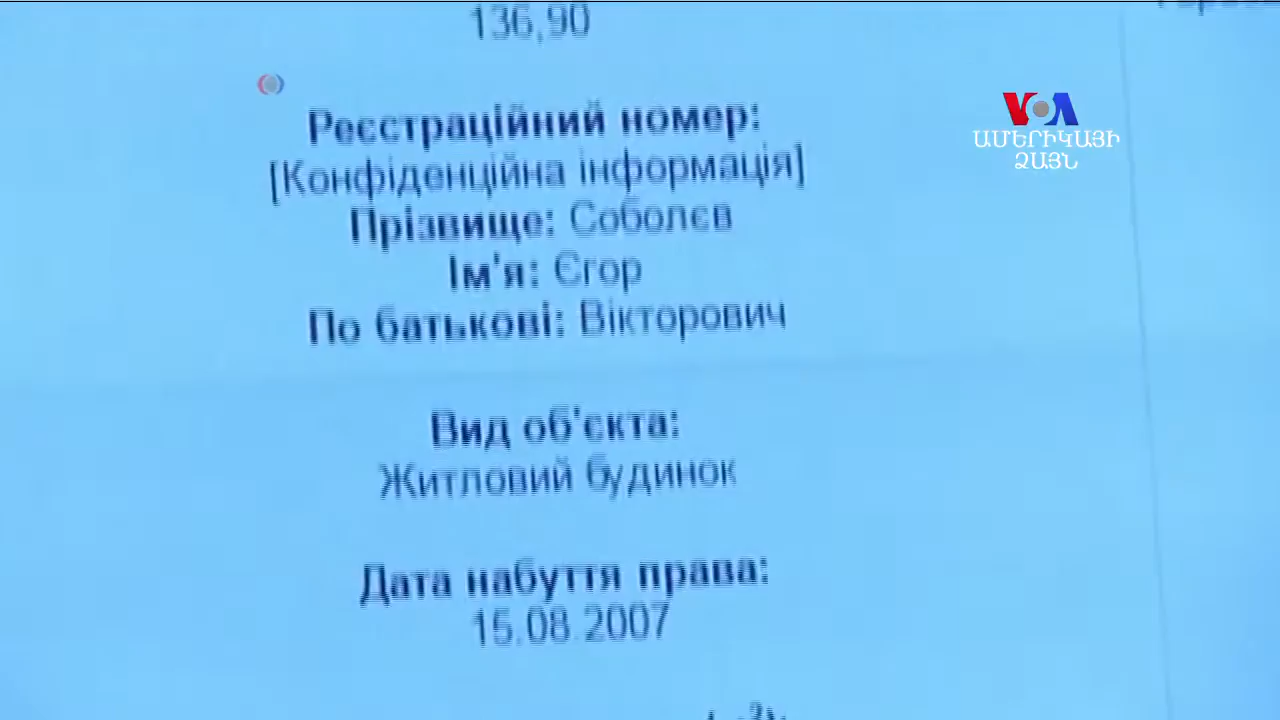 136,90
VOA
ԱՄԵՐԻԿԱՅԻ
ՁԱՅՆ
Реєстраційний номер:
[Конфіденційна інформація]
Прізвище: Соболєв
Ім'я: Єгор
По батькові: Вікторович
Вид об'єкта:
Житловий будинок
Дата набуття права:
15.08.2007